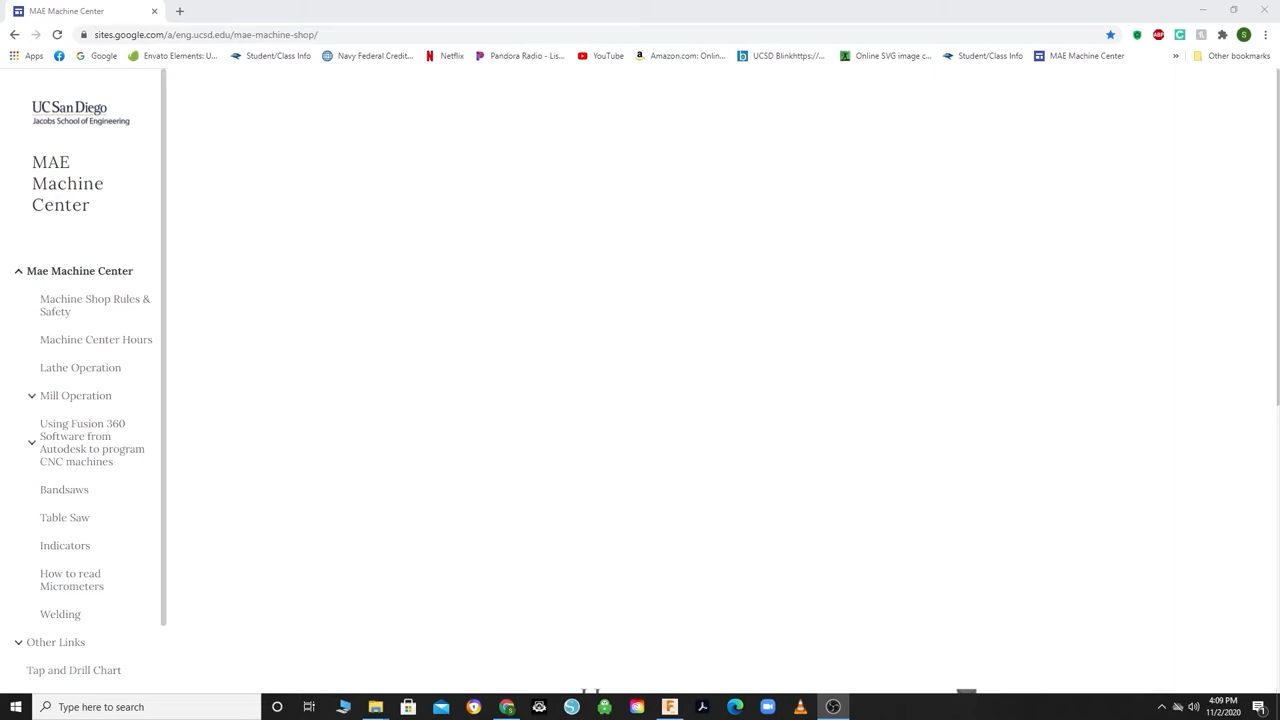 MAE Machine Center
sites.google.com/a/eng.ucsd.edu/mae-machine-shop/
Apps
Google
Envato Elements: U...
Student/Class Info
Navy Federal Credit...
Netflix
Pandora Radio - Lis...
YouTube
Amazon.com: Onlin...
UCSD Blinkhttps://...
Online SVG image c...
Student/Class Info
MAE Machine Center
»
Other bookmarks
UC San Diego
Jacobs School of Engineering
MAE
Machine
Center
Mae Machine Center
Machine Shop Rules &
Safety
Machine Center Hours
Lathe Operation
Mill Operation
Using Fusion 360
Software from
Autodesk to program
CNC machines
Bandsaws
Table Saw
Indicators
How to read
Micrometers
Welding
Other Links
Tap and Drill Chart
Type here to search
4:09 PM
11/2/2020